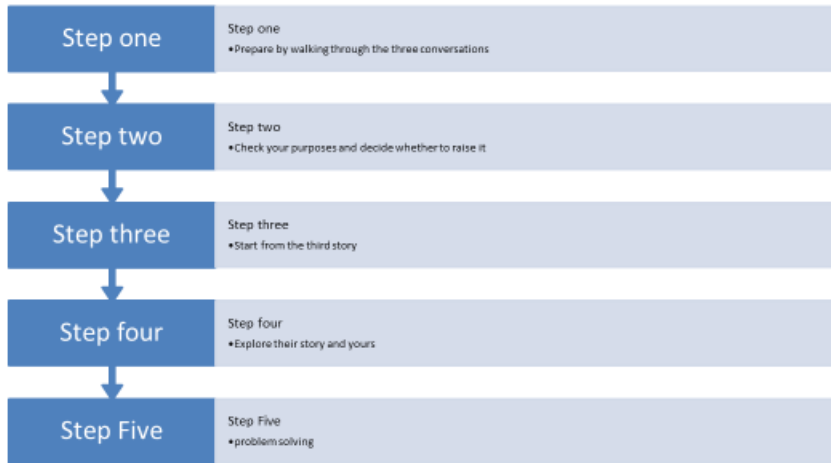 Step one
Step one
•Prepare by walking through the three conversations
Step two
Step two
•Check your purposes and decide whether to raise it
Step three
Step three
•Start from the third story
Step four
Step four
•Explore their story and yours
Step Five
Step Five
•problem solving